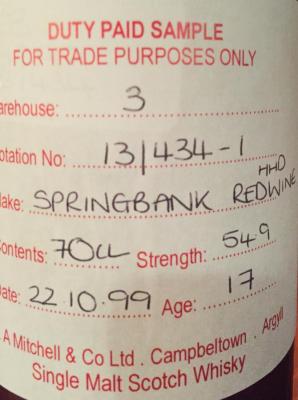 DUTY PAID SAMPLE
FOR TRADE PURPOSES ONLY
arehouse: 3
otation No: 13/434-1
HHD
ake: SPRINGBANK REDWINE
ontents: 70CL Strength: 54.9
ate: 22.10.99 Age: 17
A Mitchell & Co Ltd . Campbeltown . Argyll
Single Malt Scotch Whisky